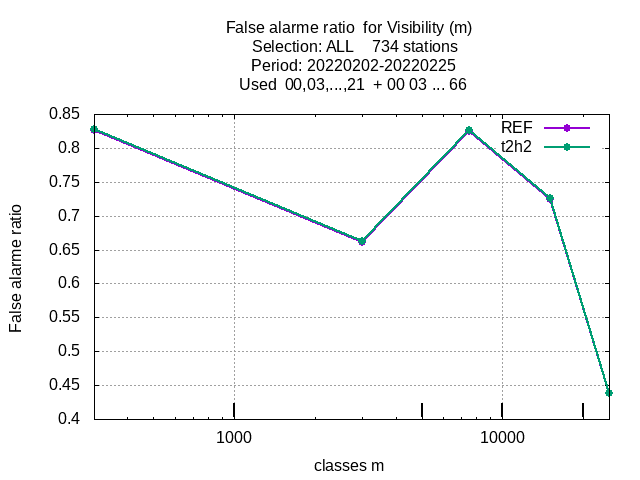 False alarme ratio  for Visibility (m)
Selection: ALL    734 stations
Period: 20220202-20220225
Used  00,03,...,21  + 00 03 ... 66
REF
t2h2
0.85
0.8
0.75
0.7
0.65
0.6
0.55
0.5
0.45
0.4
False alarme ratio
1000
10000
classes m